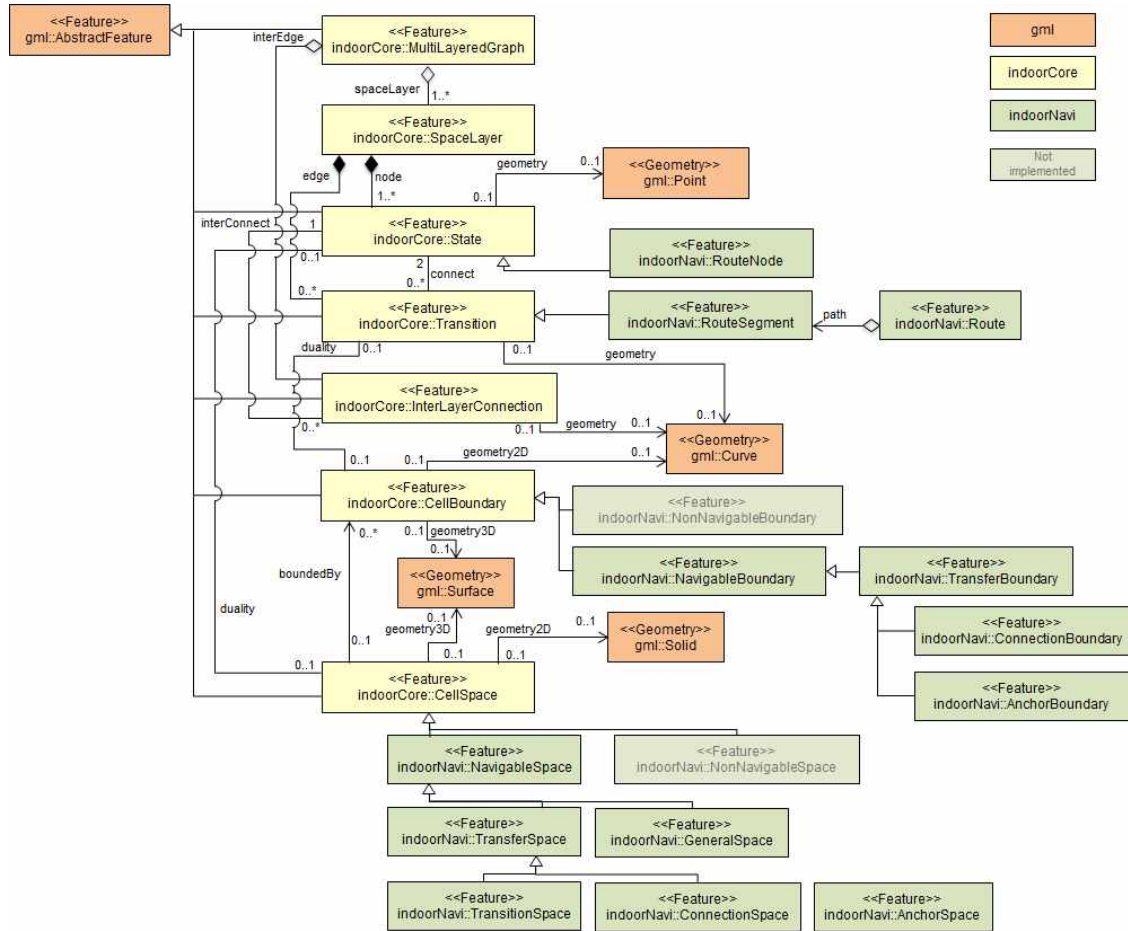 <<Feature>>
gml::AbstractFeature
<<Feature>>
indoorCore::MultiLayeredGraph
interEdge
spaceLayer
1..*
<<Feature>>
indoorCore::SpaceLayer
edge
node
1..*
geometry
0..1
0..1
<<Geometry>>
gml::Point
interConnect
1
<<Feature>>
indoorCore::State
0..1
2
connect
0..*
0..*
<<Feature>>
indoorNavi::RouteNode
<<Feature>>
indoorCore::Transition
<<Feature>>
indoorNavi::RouteSegment
path
<<Feature>>
indoorNavi::Route
duality
0..1
0..1
geometry
0..1
<<Feature>>
indoorCore::InterLayerConnection
0..*
0..1
geometry
0..1
<<Geometry>>
gml::Curve
0..1
0..1
geometry2D
0..1
<<Feature>>
indoorCore::CellBoundary
0..*
0..1
geometry3D
0..1
<<Feature>>
indoorNavi::NonNavigableBoundary
<<Feature>>
indoorNavi::NavigableBoundary
<<Feature>>
indoorNavi::TransferBoundary
boundedBy
<<Geometry>>
gml::Surface
duality
0..1
geometry3D
0..1
geometry2D
0..1
<<Geometry>>
gml::Solid
<<Feature>>
indoorNavi::ConnectionBoundary
<<Feature>>
indoorNavi::AnchorBoundary
0..1
0..1
0..1
<<Feature>>
indoorCore::CellSpace
<<Feature>>
indoorNavi::NavigableSpace
<<Feature>>
indoorNavi::NonNavigableSpace
<<Feature>>
indoorNavi::TransferSpace
<<Feature>>
indoorNavi::GeneralSpace
<<Feature>>
indoorNavi::TransitionSpace
<<Feature>>
indoorNavi::ConnectionSpace
<<Feature>>
indoorNavi::AnchorSpace
gml
indoorCore
indoorNavi
Not
implemented